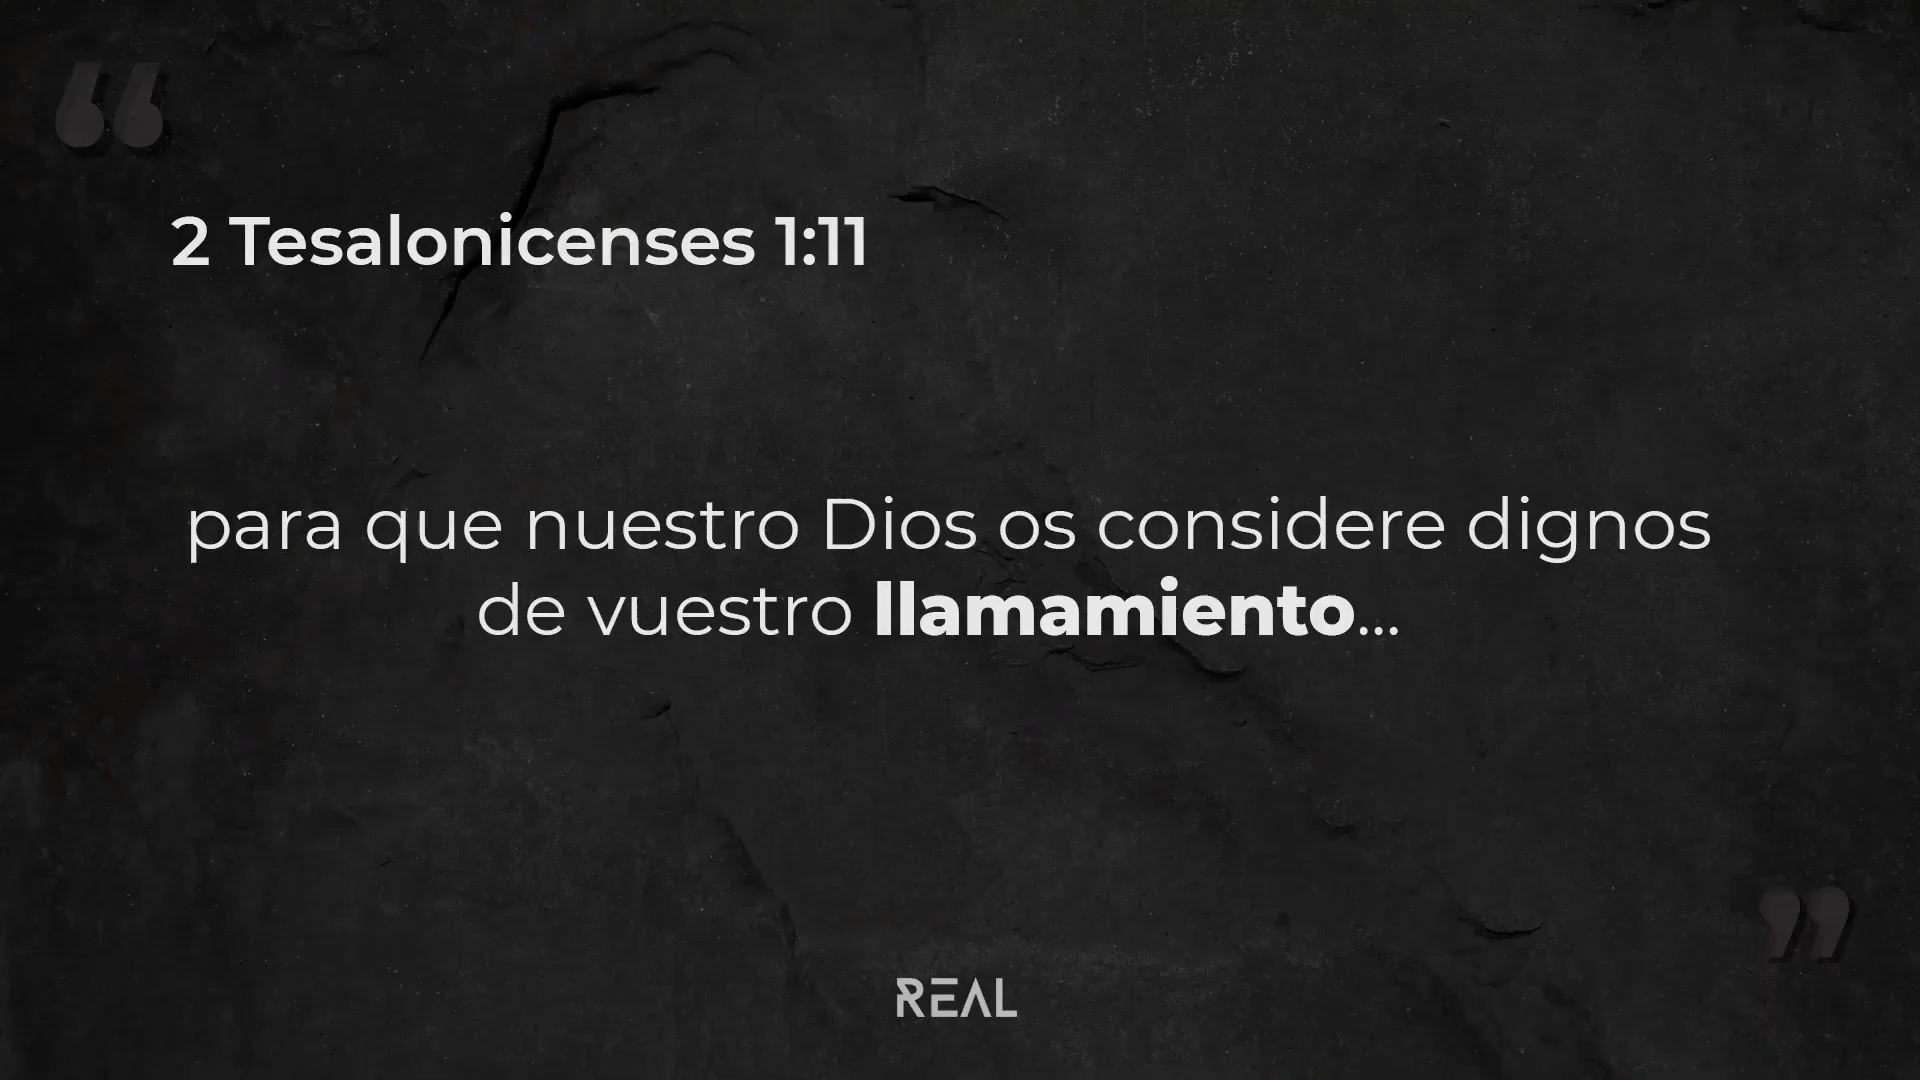 “
2 Tesalonicenses 1:11
para que nuestro Dios os considere dignos
de vuestro llamamiento...
”
REAL